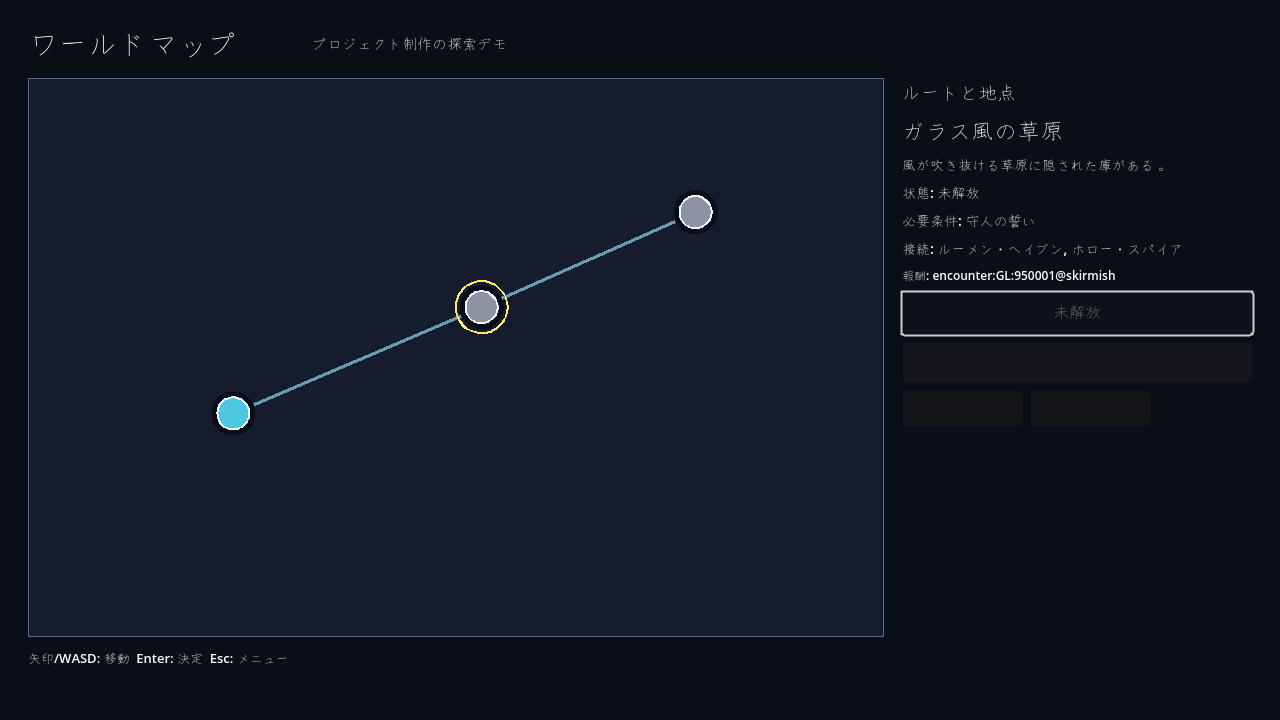 ワールドマップ
プロジェクト制作の探索デモ
ルートと地点
ガラス風の草原
風が吹き抜ける草原に隠された庫がある。
状態: 未解放
必要条件: 守人の誓い
接続: ルーメン・ヘイブン, ホロー・スパイア
報酬: encounter:GL:950001@skirmish
未解放
矢印/WASD: 移動 Enter: 決定 Esc: メニュー